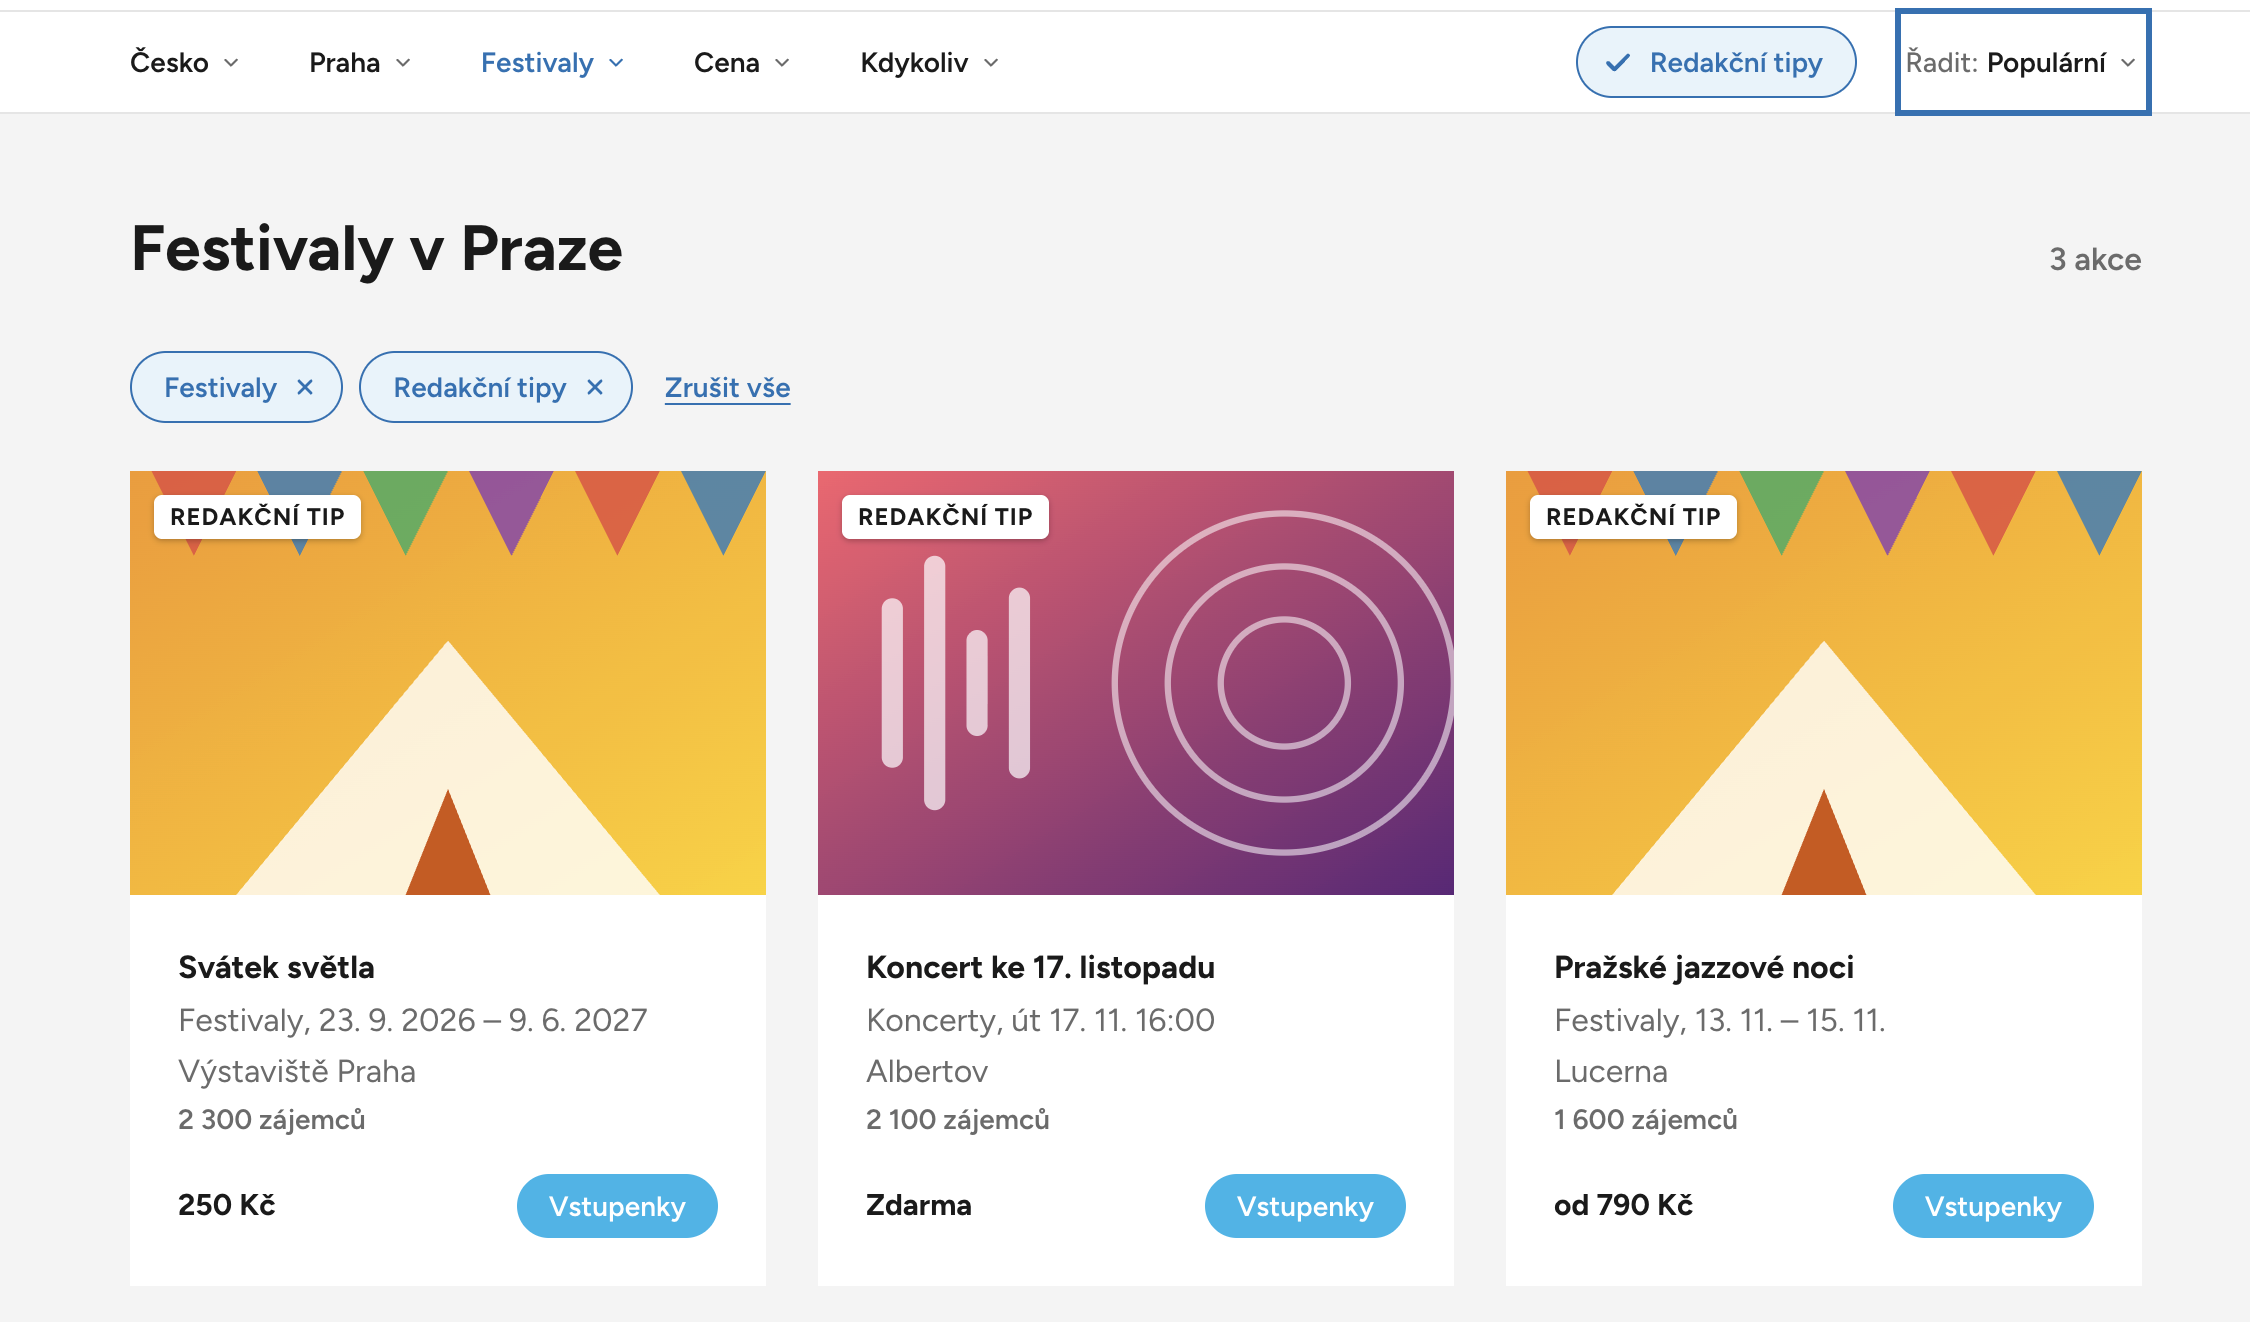 Česko Praha Festivaly Cena Kdykoliv Redakční tipy Řadit: Populární
Festivaly v Praze
3 akce
Festivaly Redakční tipy Zrušit vše
REDAKČNÍ TIP
Svátek světla
Festivaly, 23. 9. 2026 – 9. 6. 2027
Výstaviště Praha
2 300 zájemců
250 Kč Vstupenky
REDAKČNÍ TIP
Koncert ke 17. listopadu
Koncerty, út 17. 11. 16:00
Albertov
2 100 zájemců
Zdarma Vstupenky
REDAKČNÍ TIP
Pražské jazzové noci
Festivaly, 13. 11. – 15. 11.
Lucerna
1 600 zájemců
od 790 Kč Vstupenky